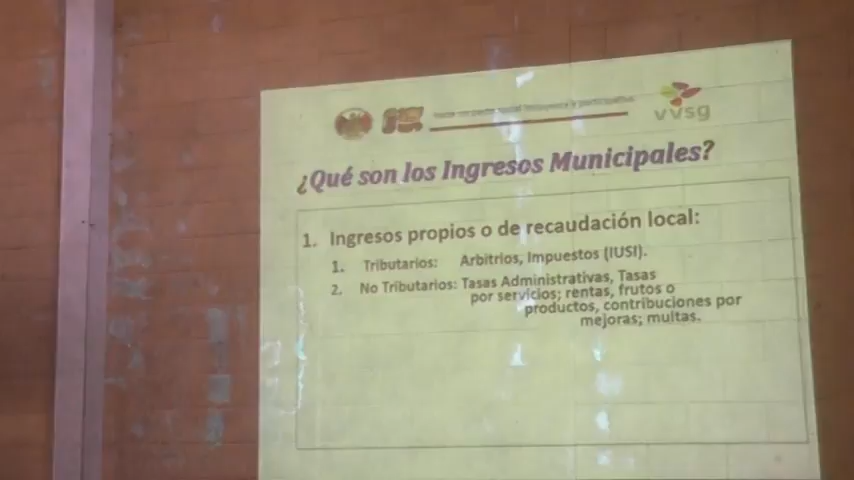 vvsg
¿Qué son los Ingresos Municipales?
1. Ingresos propios o de recaudación local:
1. Tributarios: Arbitrios, Impuestos (IUSI).
2. No Tributarios: Tasas Administrativas, Tasas
por servicios; rentas, frutos o
productos, contribuciones por
mejoras; multas.